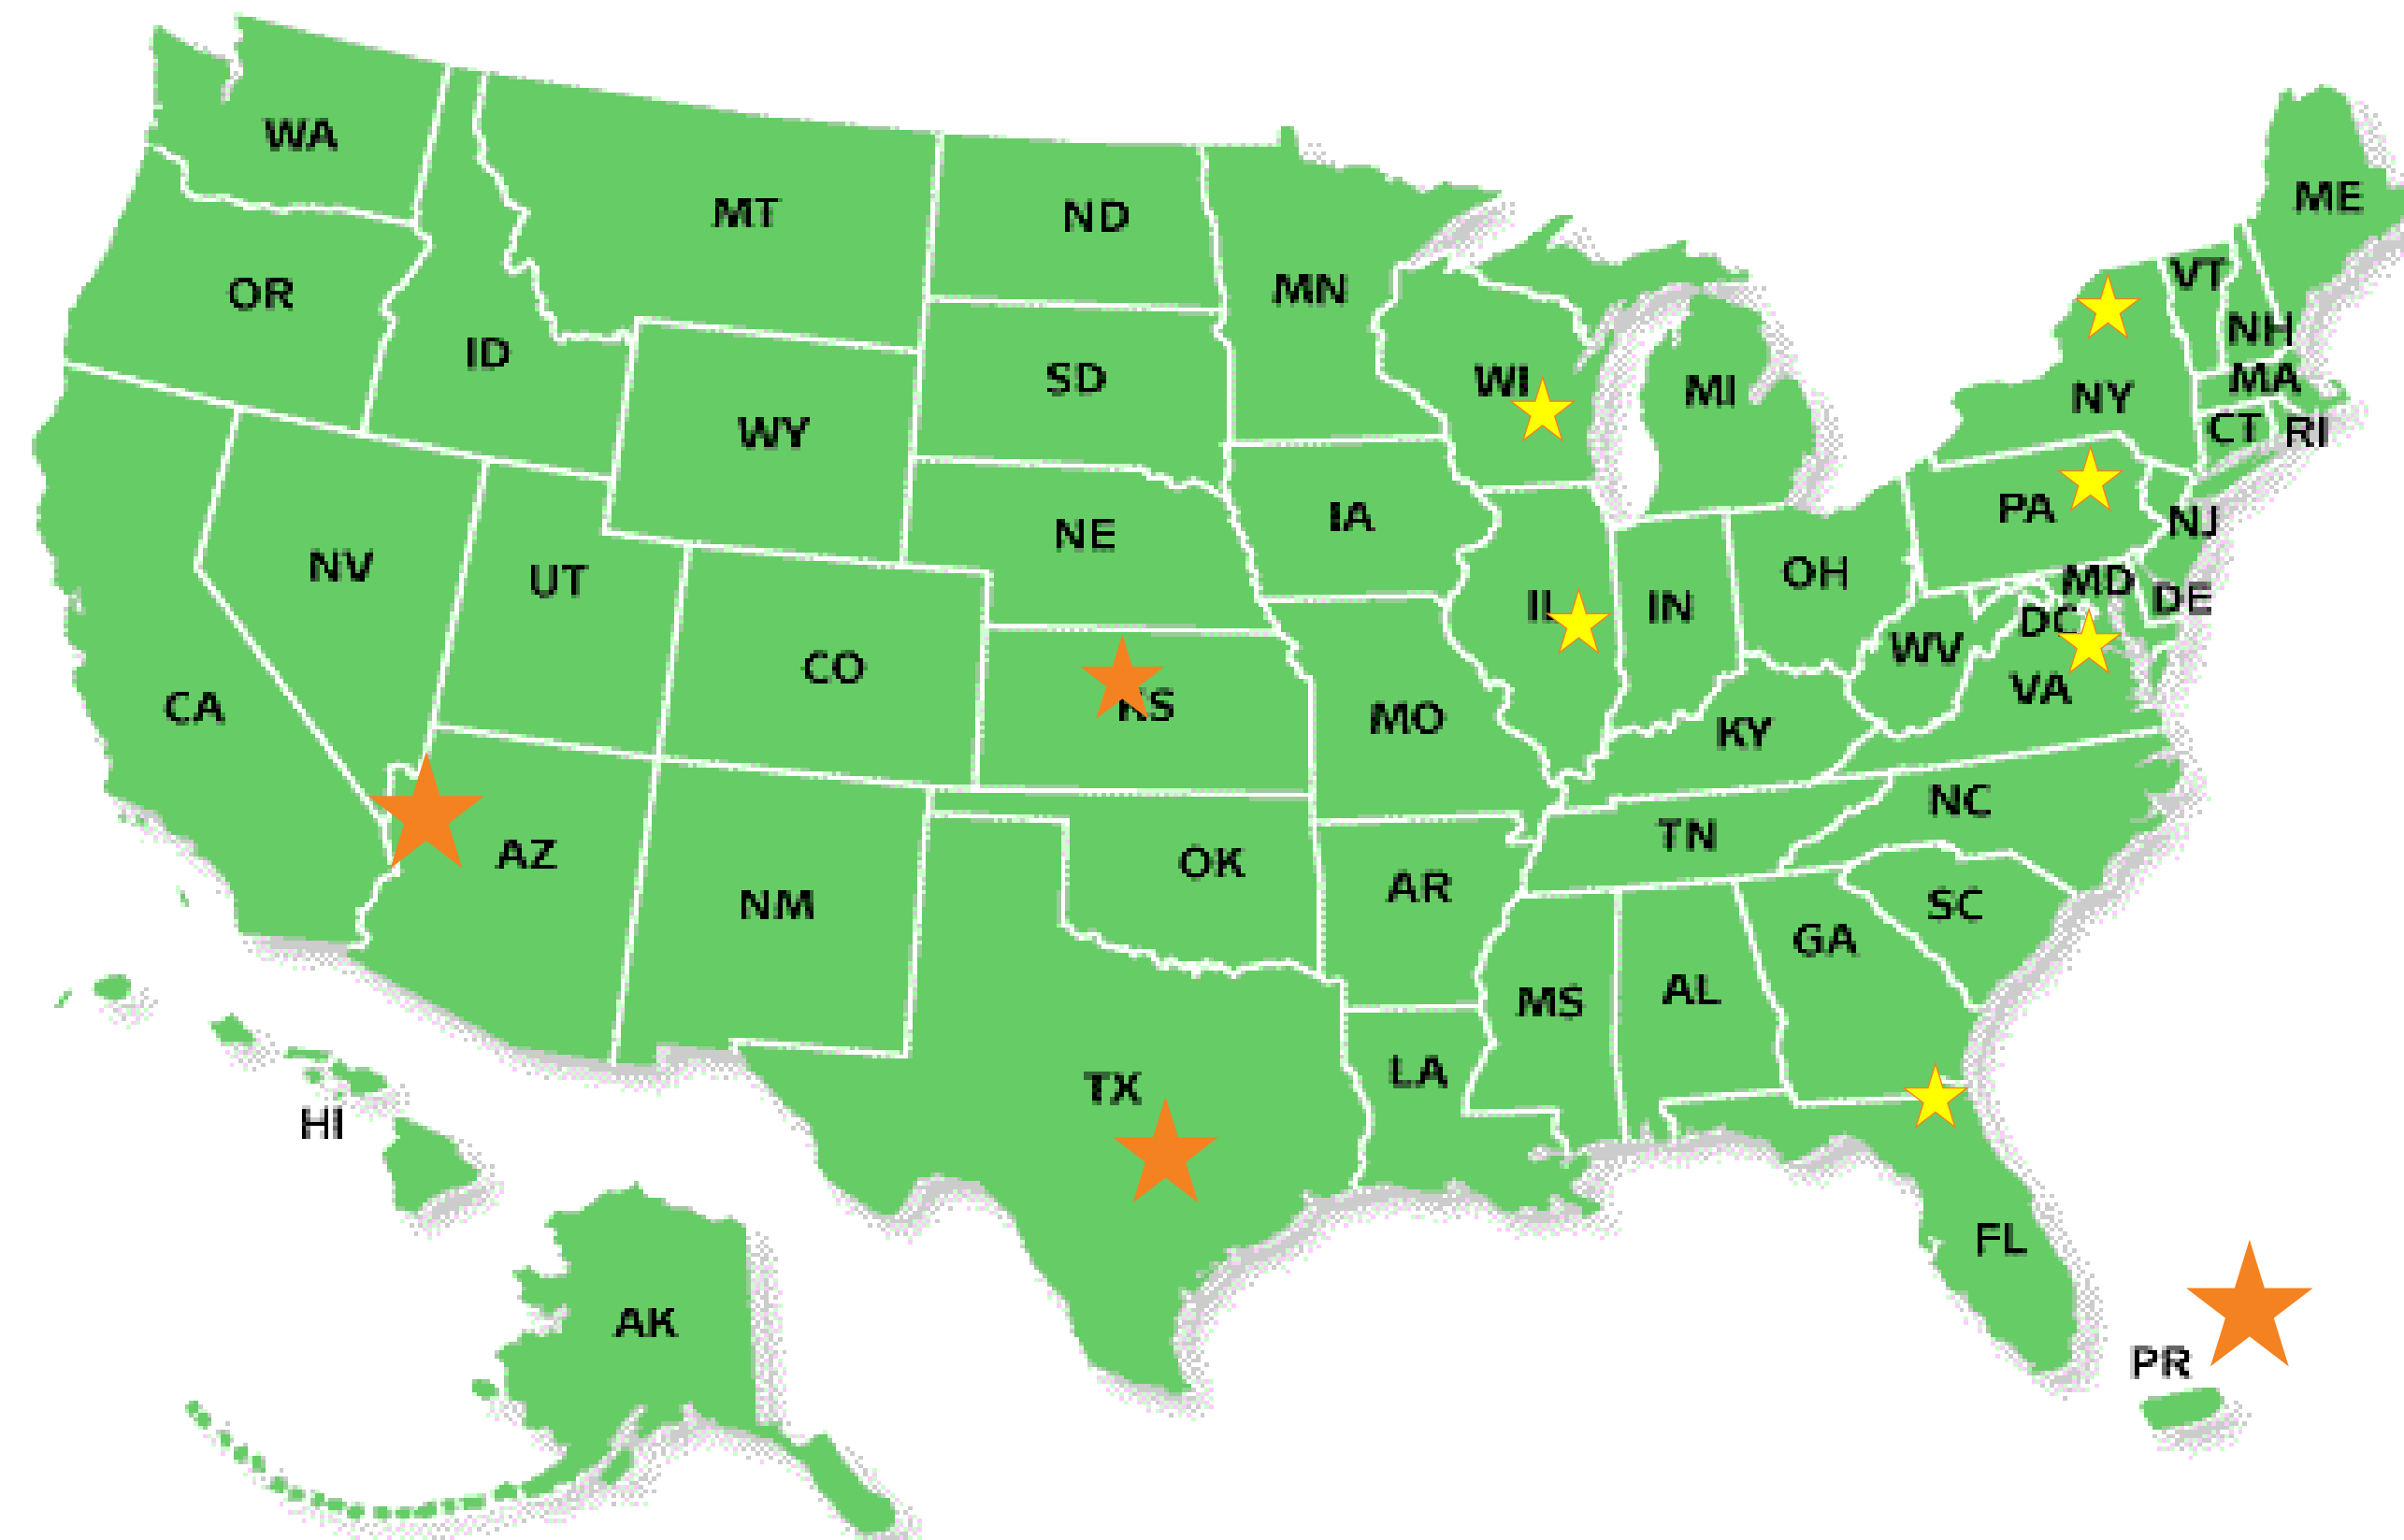 WA
MT
ND
ME
OR
ID
MN
VT
NH
SD
WI
MI
MA
NY
CT
RI
WY
NE
IA
PA
NJ
NV
UT
OH
MD
DE
IL
IN
DC
WV
CO
KS
VA
CA
MO
KY
NC
TN
AZ
OK
AR
NM
SC
GA
MS
AL
LA
TX
HI
FL
AK
PR